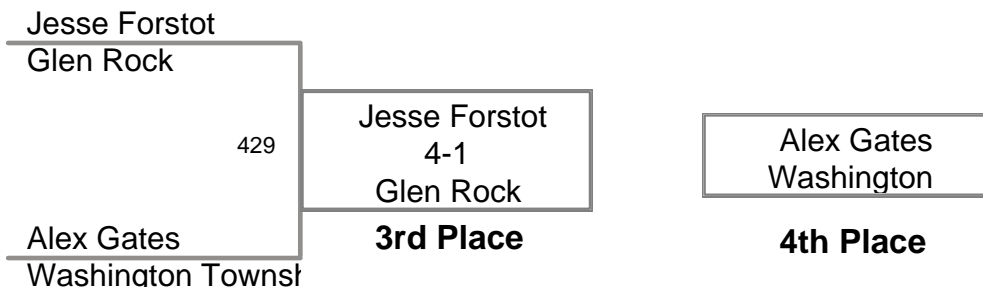 Jesse Forstot
Glen Rock
429
Jesse Forstot
4-1
Glen Rock
3rd Place
Alex Gates
Washington
4th Place
Alex Gates
Washington